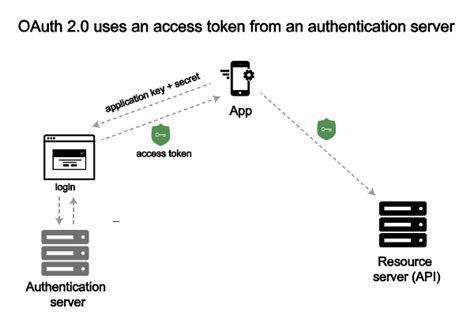 OAuth 2.0 uses an access token from an authentication server
application key + secret
App
access token
login
Authentication
server
Resource
server (API)